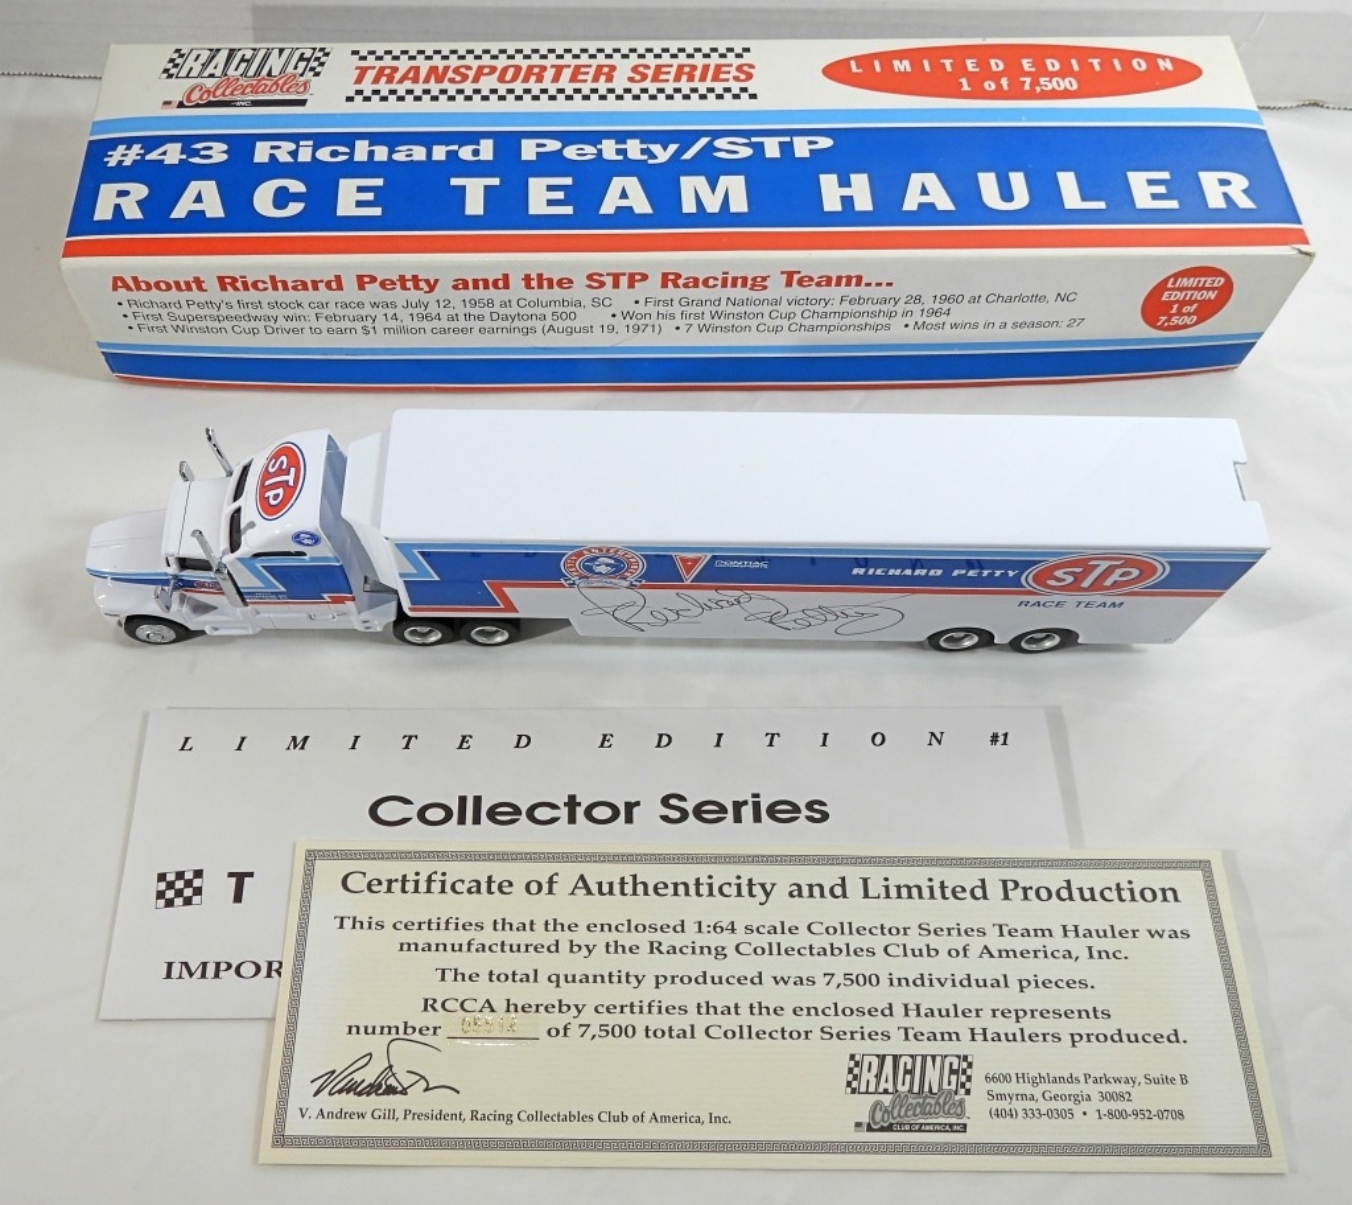 RACING
Collectables
INC.
TRANSPORTER SERIES
LIMITED EDITION
1 of 7,500
#43 Richard Petty/STP
RACE TEAM HAULER
About Richard Petty and the STP Racing Team...
• Richard Petty's first stock car race was July 12, 1958 at Columbia, SC • First Grand National victory: February 28, 1960 at Charlotte, NC
• First Superspeedway win: February 14, 1964 at the Daytona 500 • Won his first Winston Cup Championship in 1964
• First Winston Cup Driver to earn $1 million career earnings (August 19, 1971) • 7 Winston Cup Championships • Most wins in a season: 27
LIMITED
EDITION
1 of
7,500
STP
PETTY ENTERPRISES
PONTIAC
RICHARD PETTY
STP
RACE TEAM
Richard Petty
LIMITED EDITION #1
Collector Series
T
IMPOR
Certificate of Authenticity and Limited Production
This certifies that the enclosed 1:64 scale Collector Series Team Hauler was
manufactured by the Racing Collectables Club of America, Inc.
The total quantity produced was 7,500 individual pieces.
RCCA hereby certifies that the enclosed Hauler represents
number of 7,500 total Collector Series Team Haulers produced.
V. Andrew Gill, President, Racing Collectables Club of America, Inc.
RACING
Collectables
CLUB OF AMERICA, INC.
6600 Highlands Parkway, Suite B
Smyrna, Georgia 30082
(404) 333-0305 • 1-800-952-0708